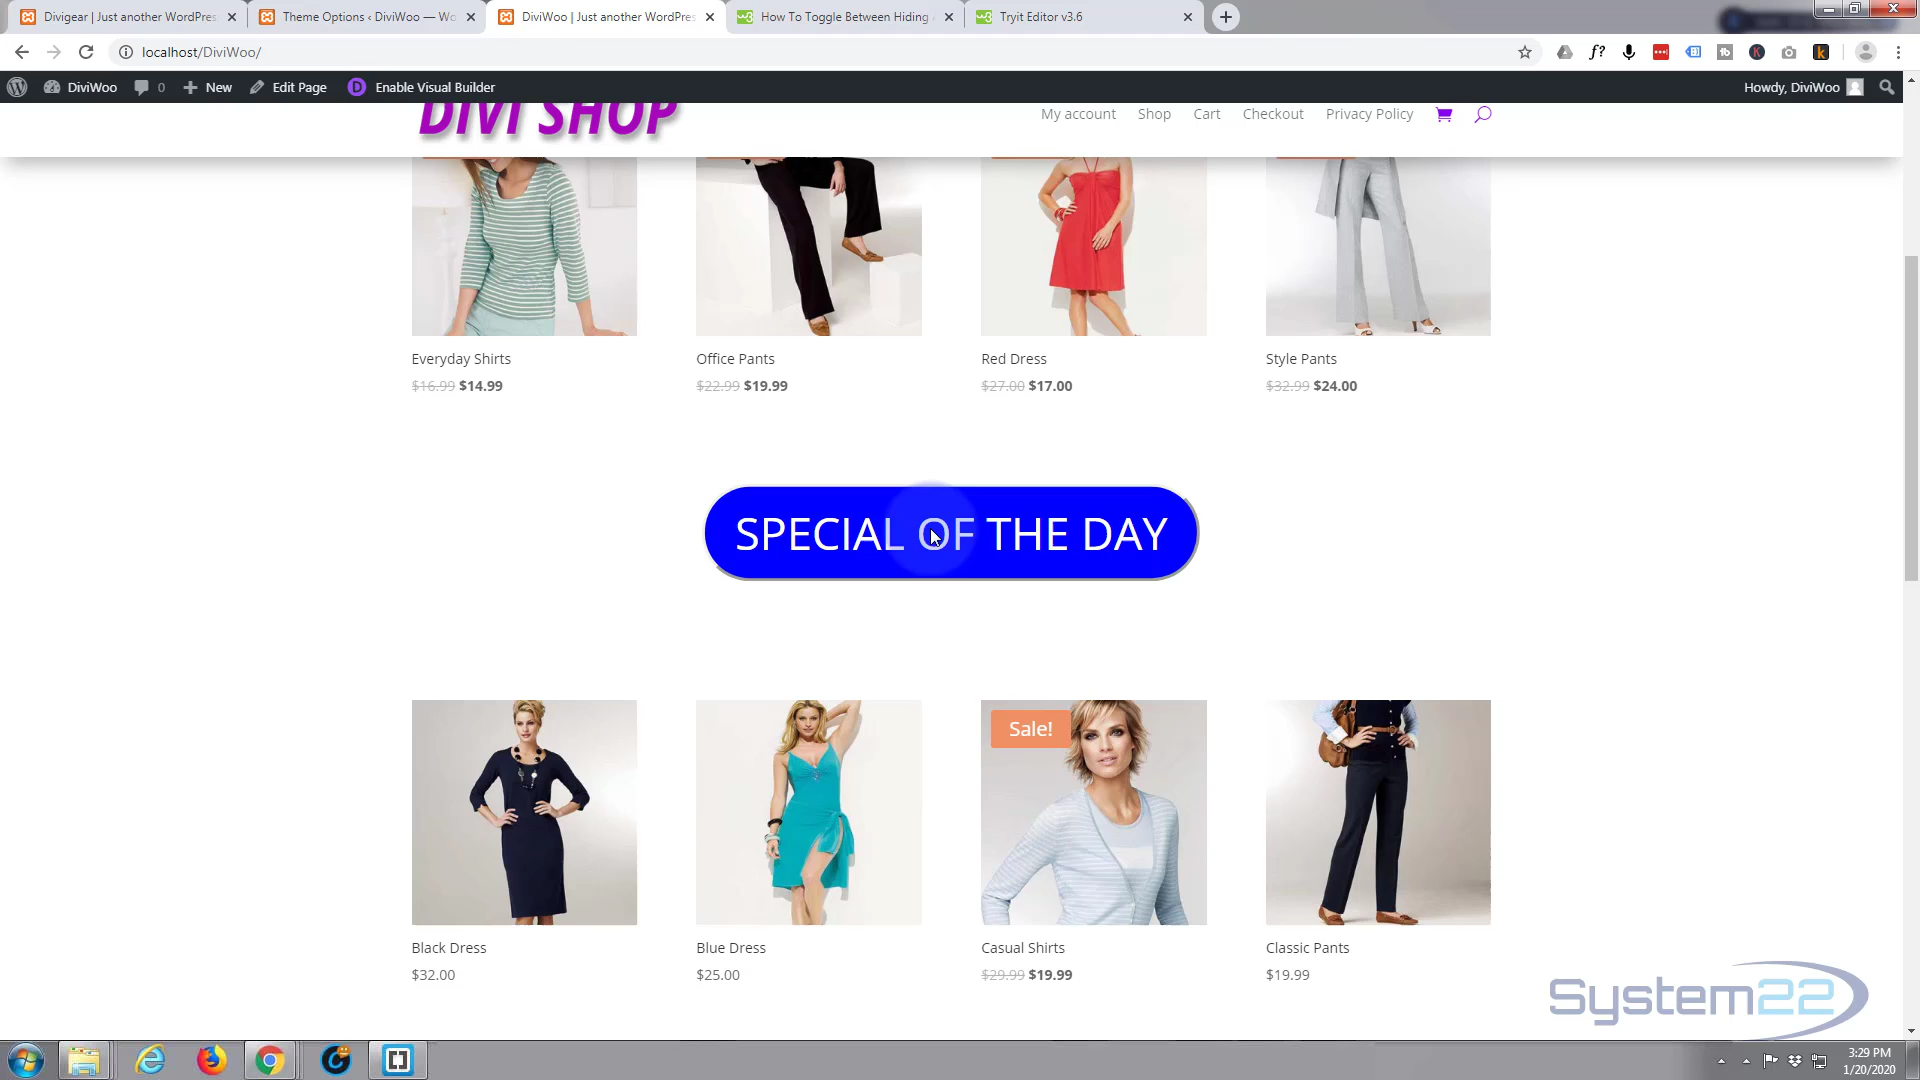 Divigear | Just another WordPres
Theme Options ‹ DiviWoo — Wo
DiviWoo | Just another WordPres
How To Toggle Between Hiding
Tryit Editor v3.6
localhost/DiviWoo/
DiviWoo
0
New
Edit Page
Enable Visual Builder
Howdy, DiviWoo
DIVI SHOP
My account
Shop
Cart
Checkout
Privacy Policy
Everyday Shirts
$16.99 $14.99
Office Pants
$22.99 $19.99
Red Dress
$27.00 $17.00
Style Pants
$32.99 $24.00
SPECIAL OF THE DAY
Sale!
Black Dress
$32.00
Blue Dress
$25.00
Casual Shirts
$29.99 $19.99
Classic Pants
$19.99
System22
3:29 PM
1/20/2020